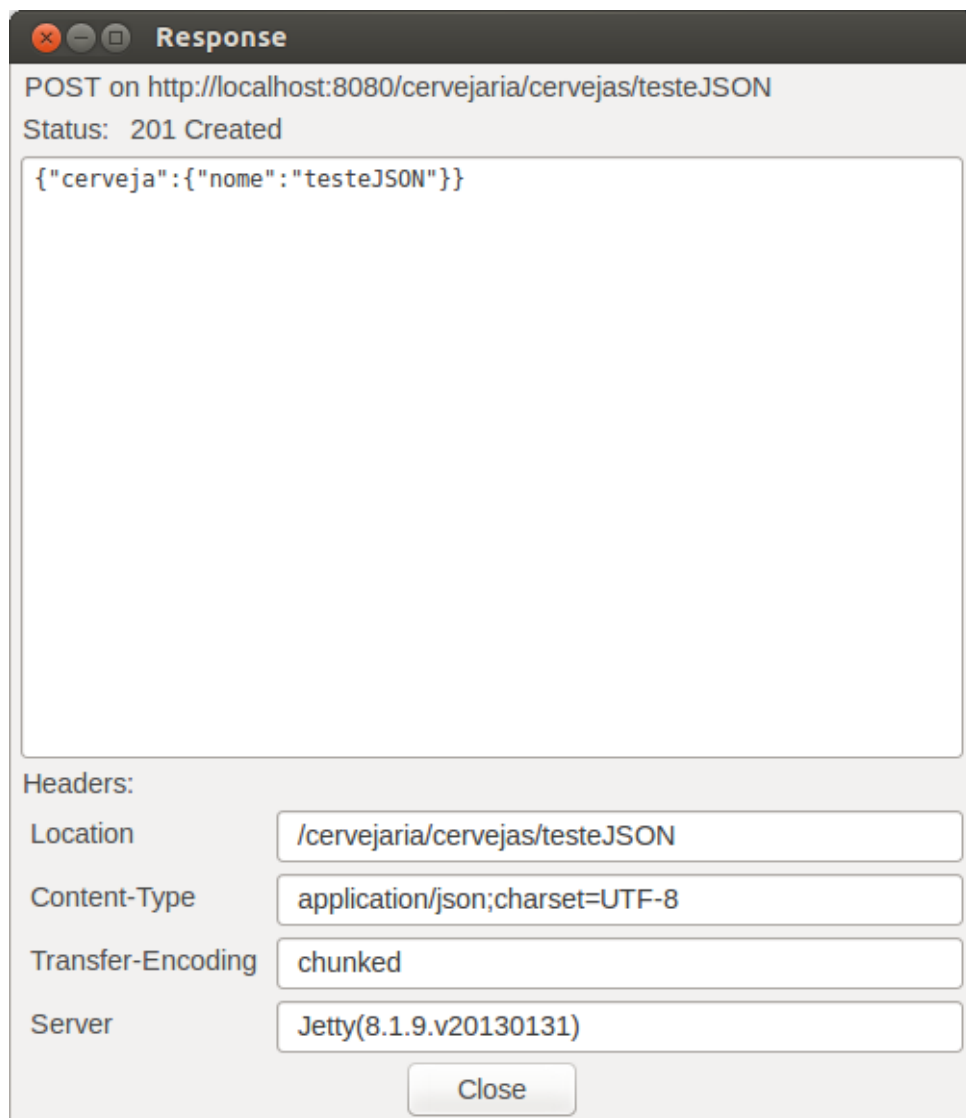 Response
POST on http://localhost:8080/cervejaria/cervejas/testeJSON
Status: 201 Created
{"cerveja":{"nome":"testeJSON"}}
Headers:
Location /cervejaria/cervejas/testeJSON
Content-Type application/json;charset=UTF-8
Transfer-Encoding chunked
Server Jetty(8.1.9.v20130131)
Close